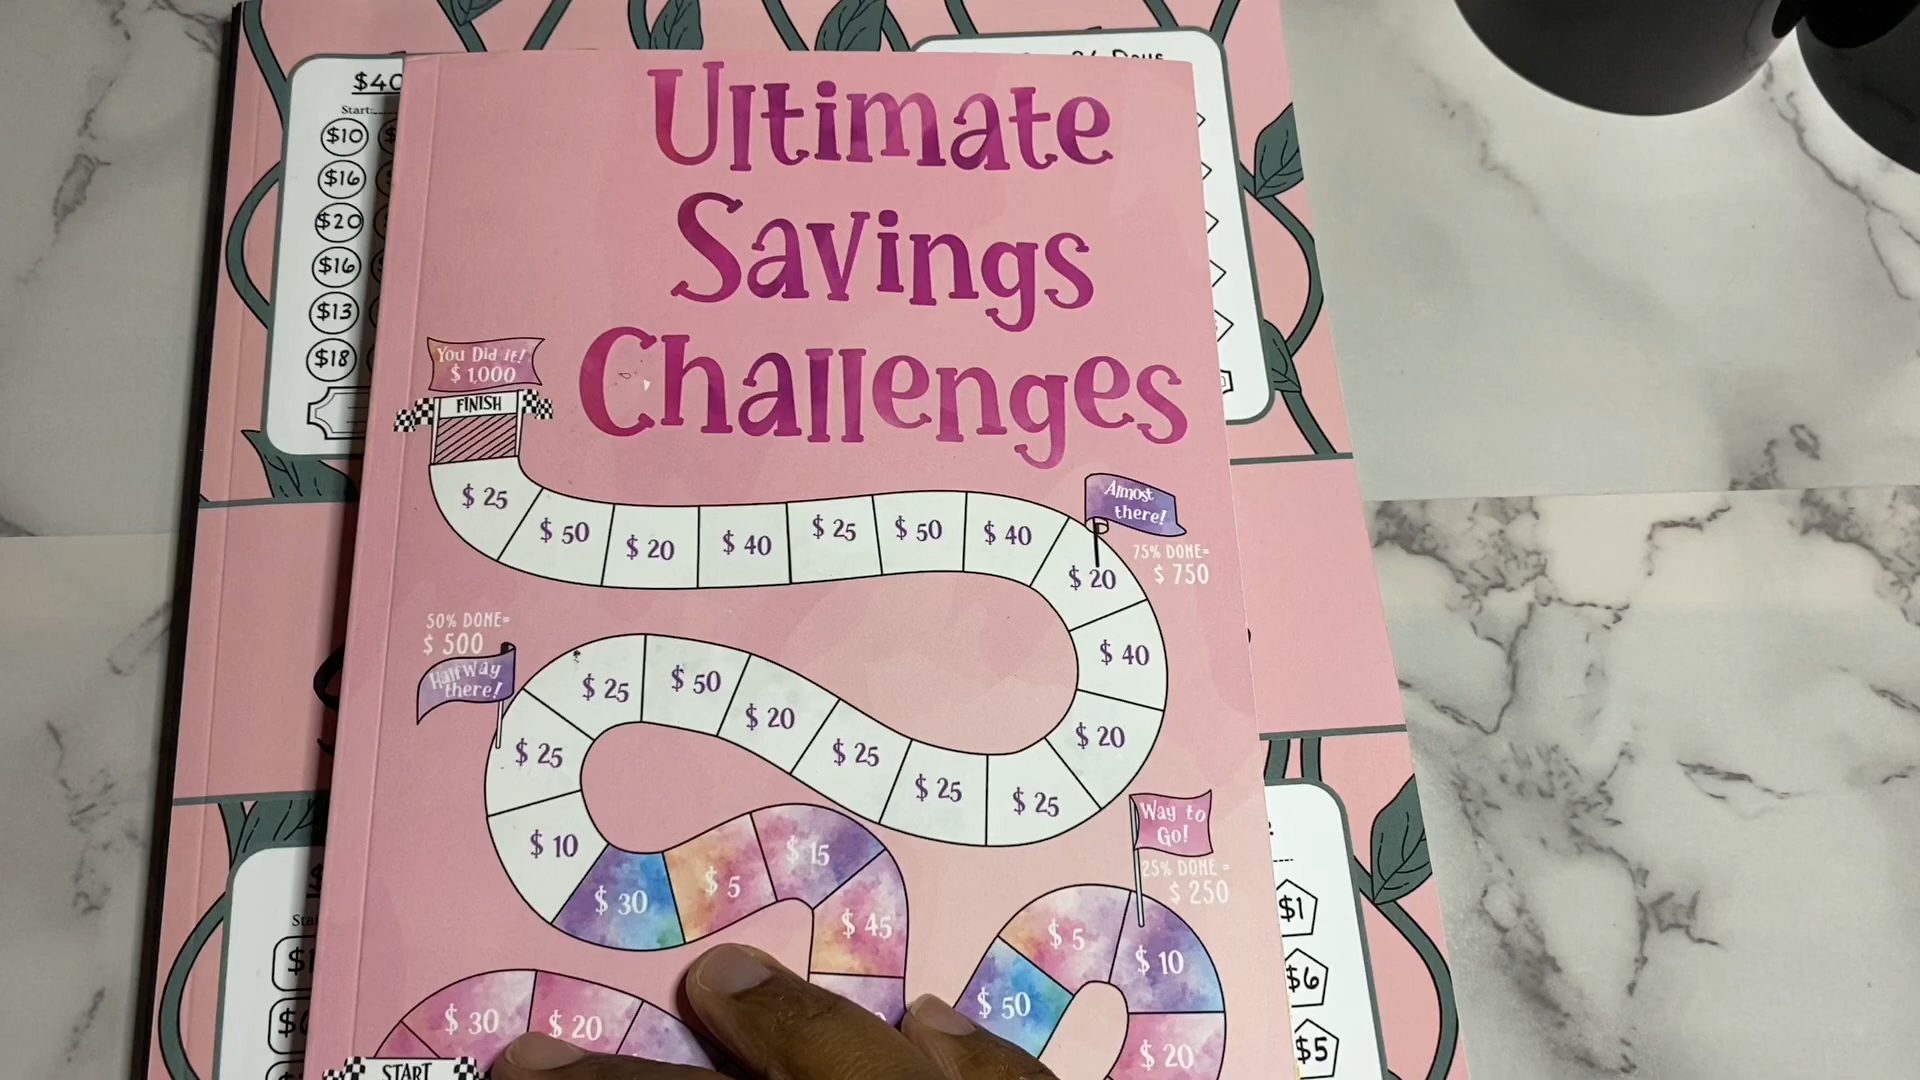 Ultimate
Savings
Challenges
You Did it!
$ 1,000
FINISH
$ 25
$ 50
$ 20
$ 40
$ 25
$ 50
$ 40
$ 20
Almost
there!
75% DONE=
$ 750
$ 40
$ 20
$ 25
$ 25
$ 25
$ 20
$ 50
$ 25
50% DONE=
$ 500
Halfway
there!
$ 25
$ 10
$ 30
$ 5
$ 15
$ 45
Way to
Go!
25% DONE =
$ 250
$ 5
$ 10
$ 50
$ 20
$ 30
$ 20
START
$40
Start:
$10
$16
$20
$16
$13
$18
Days
$1
$6
$5